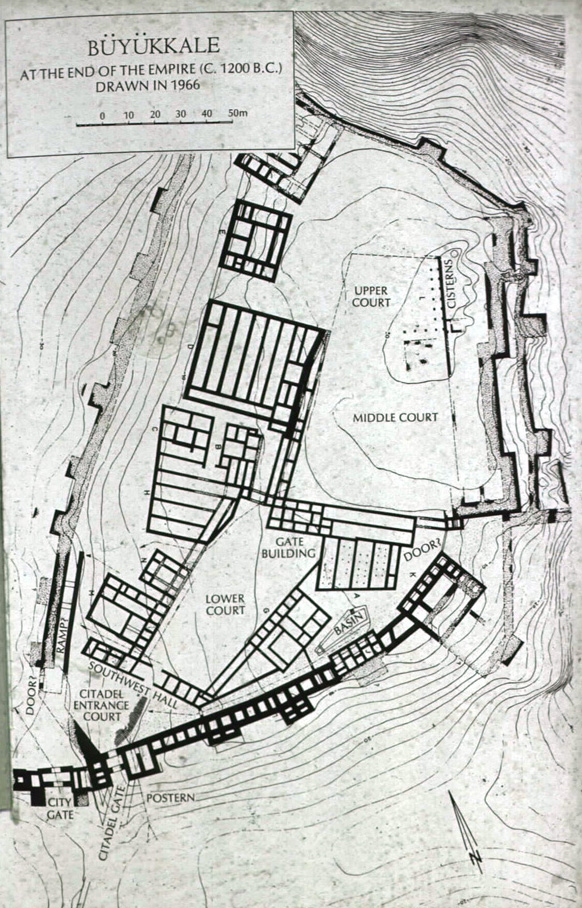 BÜYÜKKALE
AT THE END OF THE EMPIRE (C. 1200 B.C.)
DRAWN IN 1966
0 10 20 30 40 50m
E
UPPER
COURT
CISTERNS
D
MIDDLE COURT
C
B
H
GATE
BUILDING
DOOR?
A
K
LOWER
COURT
G
BASIN
H
RAMP?
SOUTHWEST HALL
DOOR?
CITADEL
ENTRANCE
COURT
CITY
GATE
CITADEL GATE
POSTERN
N